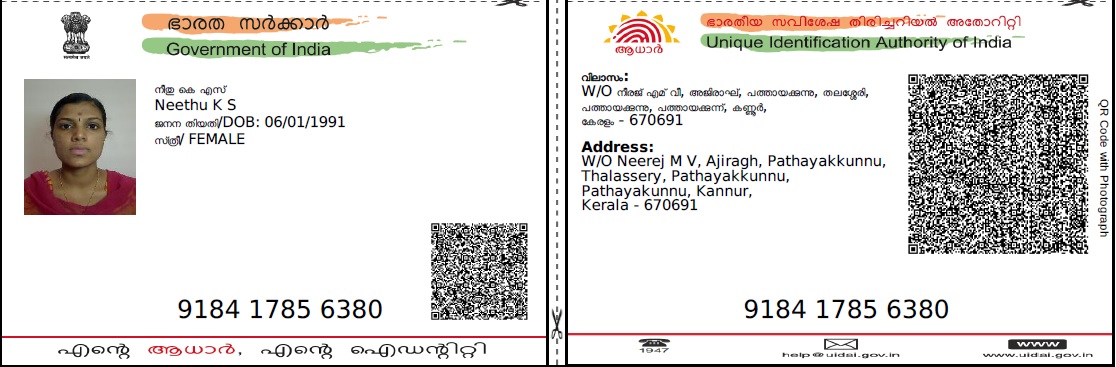 ഭാരത സർക്കാർ
Government of India
നീതു കെ എസ്
Neethu K S
ജനന തിയതി/DOB: 06/01/1991
സ്ത്രീ/ FEMALE
9184 1785 6380
എന്റെ ആധാർ, എന്റെ ഐഡന്റിറ്റി
ആധാർ
ഭാരതീയ സവിശേഷ തിരിച്ചറിയൽ അതോറിറ്റി
Unique Identification Authority of India
വിലാസം:
W/O നീരജ് എമ് വീ, അജിരാഘ്, പത്തായക്കുന്നു, തലശ്ശേരി,
പത്തായക്കുന്നു, പത്തായക്കുന്ന്, കണ്ണൂർ,
കേരളം - 670691
Address:
W/O Neerej M V, Ajiragh, Pathayakkunnu,
Thalassery, Pathayakkunnu,
Pathayakunnu, Kannur,
Kerala - 670691
QR Code with Photograph
9184 1785 6380
1947
help@uidai.gov.in
www
www.uidai.gov.in